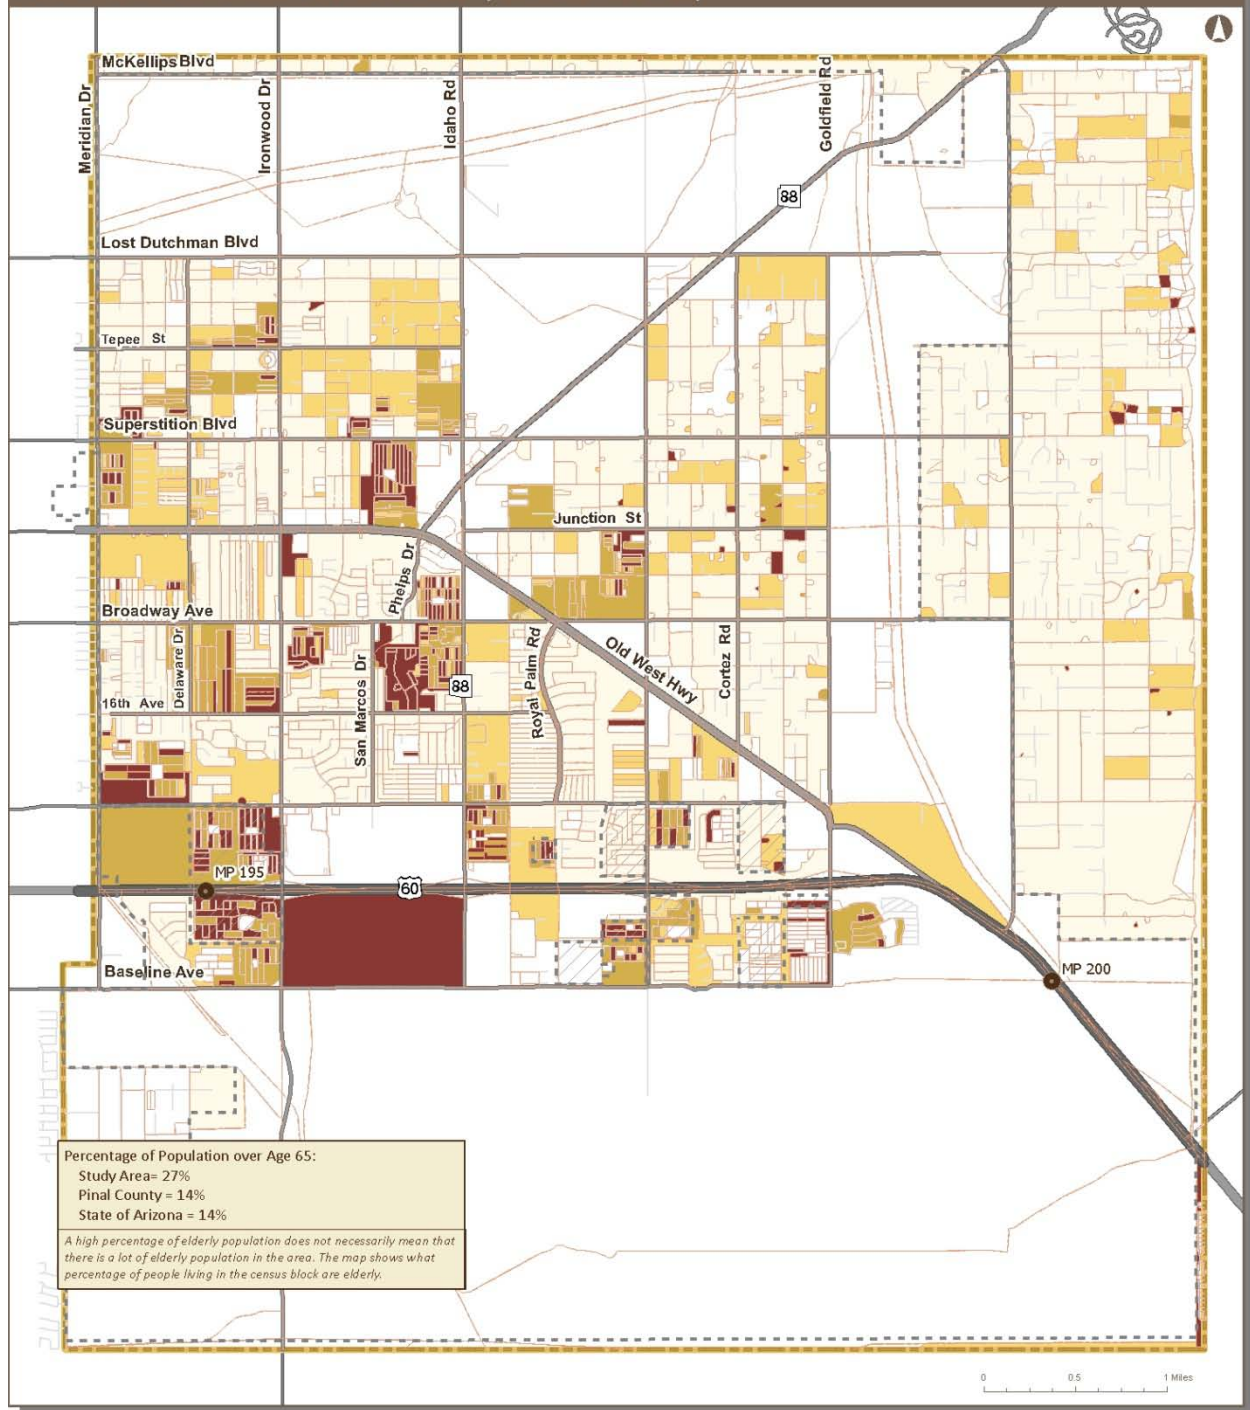 McKellips Blvd
Meridian Dr
Ironwood Dr
Idaho Rd
Goldfield Rd
88
Lost Dutchman Blvd
Tepee St
Superstition Blvd
Junction St
Phelps Dr
Broadway Ave
Delaware Dr
San Marcos Dr
88
Royal Palm Rd
Old West Hwy
Cortez Rd
16th Ave
MP 195
60
Baseline Ave
MP 200
Percentage of Population over Age 65:
Study Area= 27%
Pinal County = 14%
State of Arizona = 14%
A high percentage of elderly population does not necessarily mean that
there is a lot of elderly population in the area. The map shows what
percentage of people living in the census block are elderly.
0 0.5 1 Miles